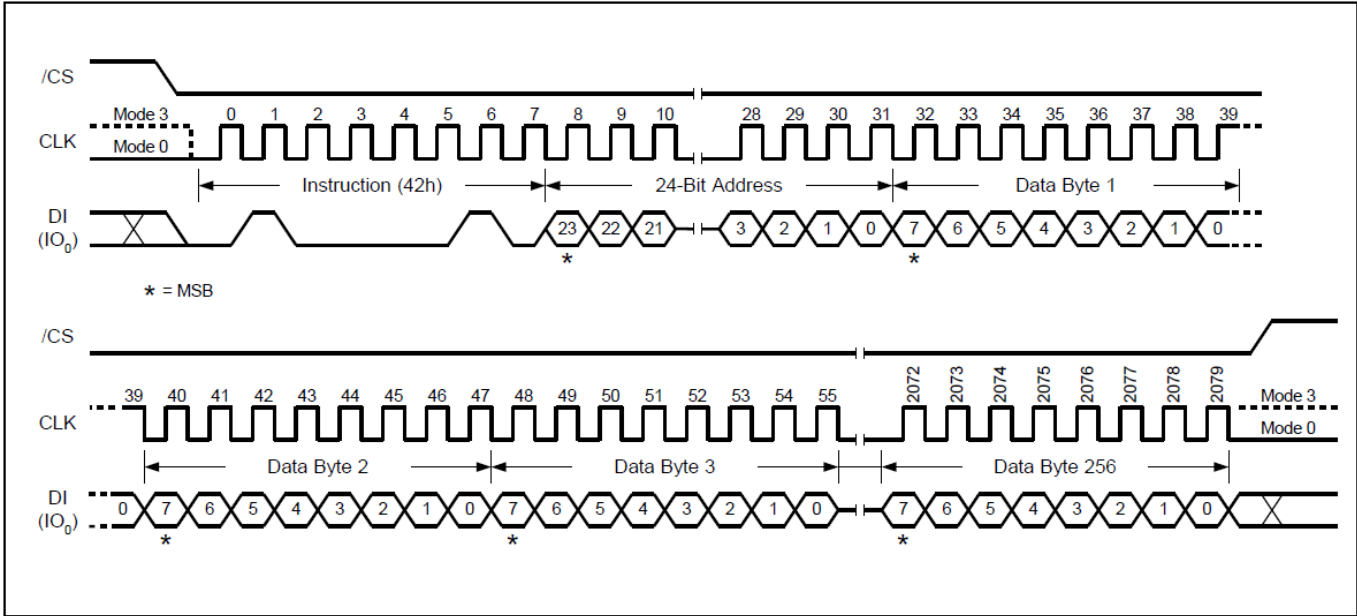 /CS
Mode 3 0 1 2 3 4 5 6 7 8 9 10 28 29 30 31 32 33 34 35 36 37 38 39
CLK
Mode 0
Instruction (42h) 24-Bit Address Data Byte 1
DI
(IO0) 23 22 21 3 2 1 0 7 6 5 4 3 2 1 0
* *
* = MSB
/CS
39 40 41 42 43 44 45 46 47 48 49 50 51 52 53 54 55 2072 2073 2074 2075 2076 2077 2078 2079 Mode 3
CLK
Mode 0
Data Byte 2 Data Byte 3 Data Byte 256
DI
(IO0) 0 7 6 5 4 3 2 1 0 7 6 5 4 3 2 1 0 7 6 5 4 3 2 1 0
* * *